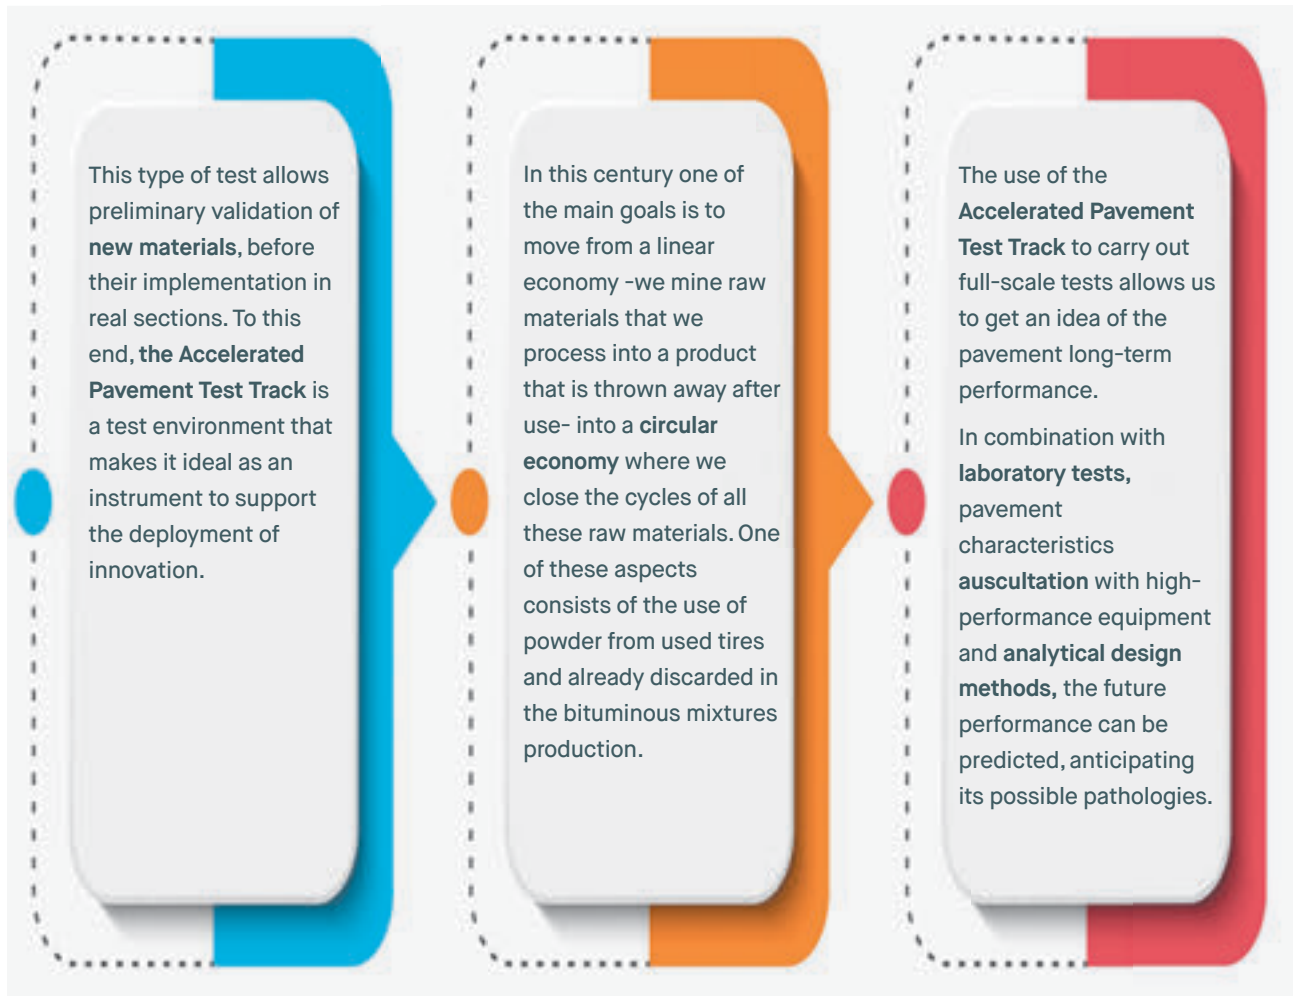 This type of test allows
preliminary validation of
new materials, before
their implementation in
real sections. To this
end, the Accelerated
Pavement Test Track is
a test environment that
makes it ideal as an
instrument to support
the deployment of
innovation.
In this century one of
the main goals is to
move from a linear
economy -we mine raw
materials that we
process into a product
that is thrown away after
use- into a circular
economy where we
close the cycles of all
these raw materials. One
of these aspects
consists of the use of
powder from used tires
and already discarded in
the bituminous mixtures
production.
The use of the
Accelerated Pavement
Test Track to carry out
full-scale tests allows us
to get an idea of the
pavement long-term
performance.
In combination with
laboratory tests,
pavement
characteristics
auscultation with high-
performance equipment
and analytical design
methods, the future
performance can be
predicted, anticipating
its possible pathologies.